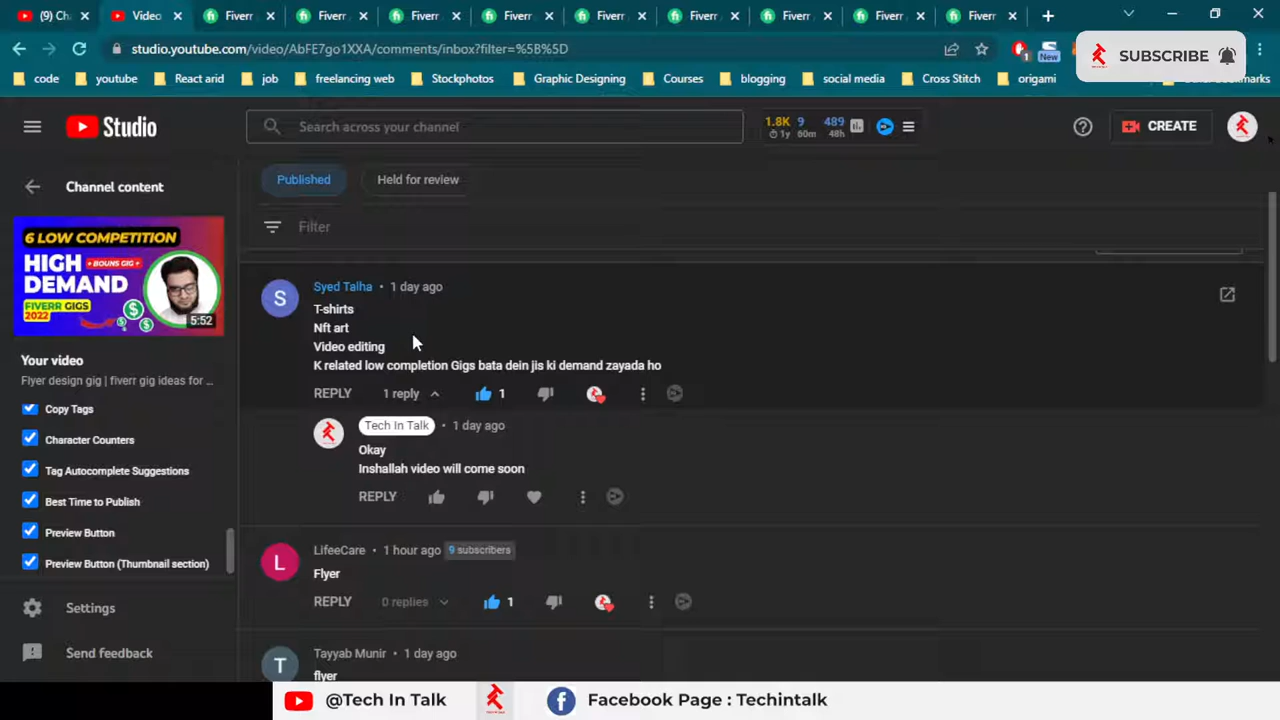 (9) Ch
Video
Fiverr
Fiverr
Fiverr
Fiverr
Fiverr
Fiverr
Fiverr
Fiverr
Fiverr
studio.youtube.com/video/AbFE7go1XXA/comments/inbox?filter=%5B%5D
1
New
SUBSCRIBE
code
youtube
React arid
job
freelancing web
Stockphotos
Graphic Designing
Courses
blogging
social media
Cross Stitch
origami
Studio
Search across your channel
1.8K 9 489
1y 60m 48h
CREATE
Channel content
Published
Held for review
Filter
6 LOW COMPETITION
HIGH
+ BOUNS GIG
DEMAND
FIVERR GIGS
2022
5:52
Your video
Flyer design gig | fiverr gig ideas for ...
Copy Tags
Character Counters
Tag Autocomplete Suggestions
Best Time to Publish
Preview Button
Preview Button (Thumbnail section)
Settings
Send feedback
S
Syed Talha • 1 day ago
T-shirts
Nft art
Video editing
K related low completion Gigs bata dein jis ki demand zayada ho
REPLY 1 reply 1
Tech In Talk • 1 day ago
Okay
Inshallah video will come soon
REPLY
L
LifeeCare • 1 hour ago 9 subscribers
Flyer
REPLY 0 replies 1
T
Tayyab Munir • 1 day ago
flyer
@Tech In Talk
Facebook Page : Techintalk